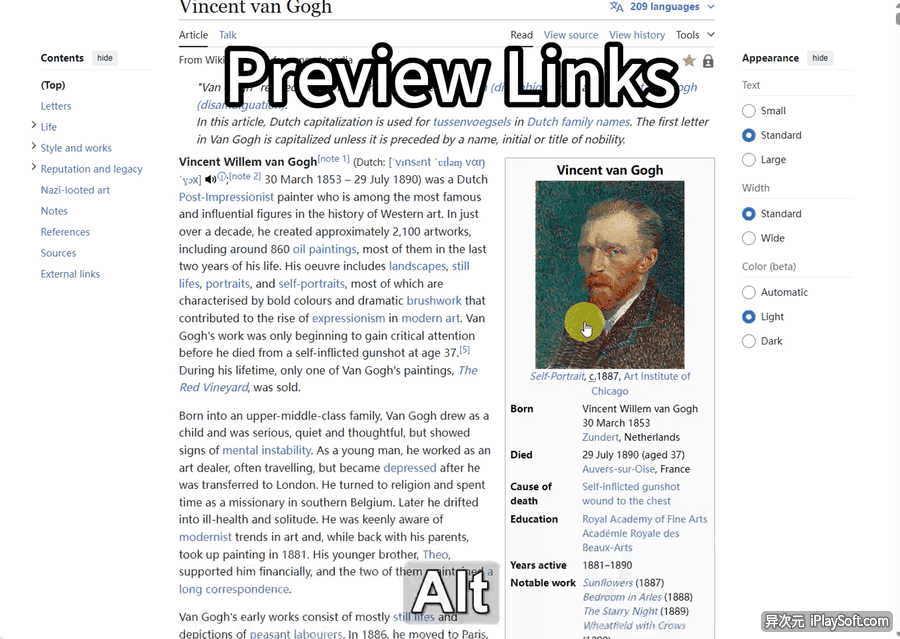 Vincent van Gogh
209 languages
Article Talk
Read View source View history Tools
Preview Links
Contents hide
(Top)
Letters
Life
Style and works
Reputation and legacy
Nazi-looted art
Notes
References
Sources
External links
Appearance hide
Text
Small
Standard
Large
Width
Standard
Wide
Color (beta)
Automatic
Light
Dark
From
"Van
(disambiguation).
In this article, Dutch capitalization is used for tussenvoegsels in Dutch family names. The first letter
in Van Gogh is capitalized unless it is preceded by a name, initial or title of nobility.
Vincent Willem van Gogh[note 1] (Dutch: [ˈvɪnsɛnt ˈʋɪləɱ vɑŋ
ˈɣɔx] ⓘ;[note 2] 30 March 1853 – 29 July 1890) was a Dutch
Post-Impressionist painter who is among the most famous
and influential figures in the history of Western art. In just
over a decade, he created approximately 2,100 artworks,
including around 860 oil paintings, most of them in the last
two years of his life. His oeuvre includes landscapes, still
lifes, portraits, and self-portraits, most of which are
characterised by bold colours and dramatic brushwork that
contributed to the rise of expressionism in modern art. Van
Gogh's work was only beginning to gain critical attention
before he died from a self-inflicted gunshot at age 37.[5]
During his lifetime, only one of Van Gogh's paintings, The
Red Vineyard, was sold.
Born into an upper-middle-class family, Van Gogh drew as a
child and was serious, quiet and thoughtful, but showed
signs of mental instability. As a young man, he worked as an
art dealer, often travelling, but became depressed after he
was transferred to London. He turned to religion and spent
time as a missionary in southern Belgium. Later he drifted
into ill-health and solitude. He was keenly aware of
modernist trends in art and, while back with his parents,
took up painting in 1881. His younger brother, Theo,
supported him financially, and the two of them maintained a
long correspondence.
Van Gogh's early works consist of mostly still lifes and
depictions of peasant labourers. In 1886, he moved to Paris,
Vincent van Gogh
Self-Portrait, c.1887, Art Institute of
Chicago
Born Vincent Willem van Gogh
30 March 1853
Zundert, Netherlands
Died 29 July 1890 (aged 37)
Auvers-sur-Oise, France
Cause of death Self-inflicted gunshot
wound to the chest
Education Royal Academy of Fine Arts
Académie Royale des
Beaux-Arts
Years active 1881–1890
Notable work Sunflowers (1887)
Bedroom in Arles (1888)
The Starry Night (1889)
Wheatfield with Crows
Alt
异次元 iPlaySoft.com